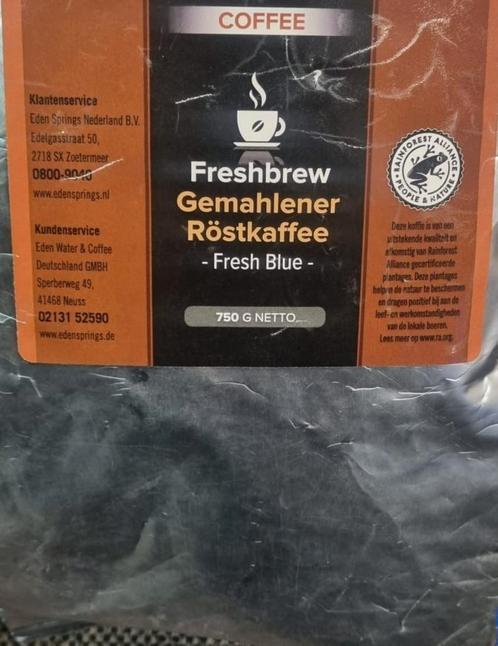 COFFEE
Klantenservice
Eden Springs Nederland B.V.
Edelgasstraat 50,
2718 SX Zoetermeer
0800-9040
www.edensprings.nl
Kundenservice
Eden Water & Coffee
Deutschland GMBH
Sperberweg 49,
41468 Neuss
02131 52590
www.edensprings.de
Freshbrew
Gemahlener
Röstkaffee
- Fresh Blue -
750 G NETTO
RAINFOREST ALLIANCE
PEOPLE & NATURE
Deze koffie is van een
uitstekende kwaliteit en
afkomstig van Rainforest
Alliance gecertificeerde
plantages. Deze plantages
helpen de natuur te beschermen
en dragen positief bij aan de
leef- en werkomstandigheden
van de lokale boeren.
Lees meer op www.ra.org.